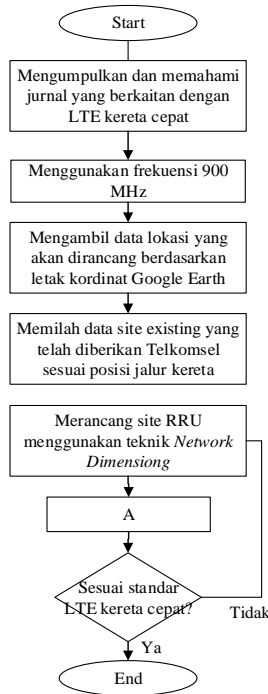 Start
Mengumpulkan dan memahami
jurnal yang berkaitan dengan
LTE kereta cepat
Menggunakan frekuensi 900
MHz
Mengambil data lokasi yang
akan dirancang berdasarkan
letak kordinat Google Earth
Memilah data site existing yang
telah diberikan Telkomsel
sesuai posisi jalur kereta
Merancang site RRU
menggunakan teknik Network
Dimensiong
A
Sesuai standar
LTE kereta cepat?
Tidak
Ya
End